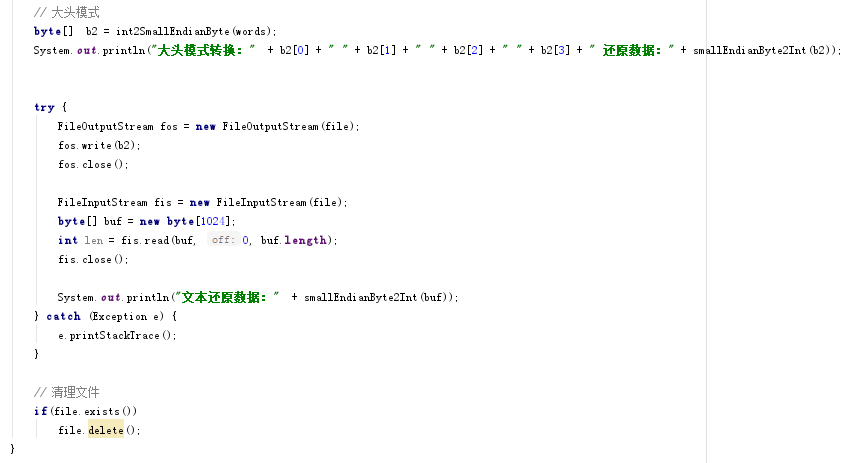 // 大头模式
byte[] b2 = int2SmallEndianByte(words);
System.out.println("大头模式转换：" + b2[0] + " " + b2[1] + " " + b2[2] + " " + b2[3] + " 还原数据：" + smallEndianByte2Int(b2));
try {
FileOutputStream fos = new FileOutputStream(file);
fos.write(b2);
fos.close();
FileInputStream fis = new FileInputStream(file);
byte[] buf = new byte[1024];
int len = fis.read(buf, off: 0, buf.length);
fis.close();
System.out.println("文本还原数据：" + smallEndianByte2Int(buf));
} catch (Exception e) {
e.printStackTrace();
}
// 清理文件
if(file.exists())
file.delete();
}